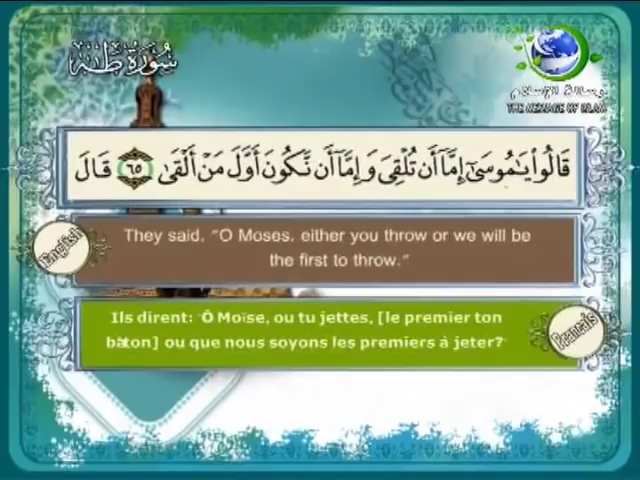 سُورَة طه
رسالة الإسلام
THE MESSAGE OF ISLAM
قَالُوا۟ يَـٰمُوسَىٰٓ إِمَّآ أَن تُلْقِىَ وَإِمَّآ أَن نَّكُونَ أَوَّلَ مَنْ أَلْقَىٰ ٦٥ قَالَ
English
They said, "O Moses, either you throw or we will be
the first to throw."
Ils dirent: "Ô Moïse, ou tu jettes, [le premier ton
bâton] ou que nous soyons les premiers à jeter?"
Francais